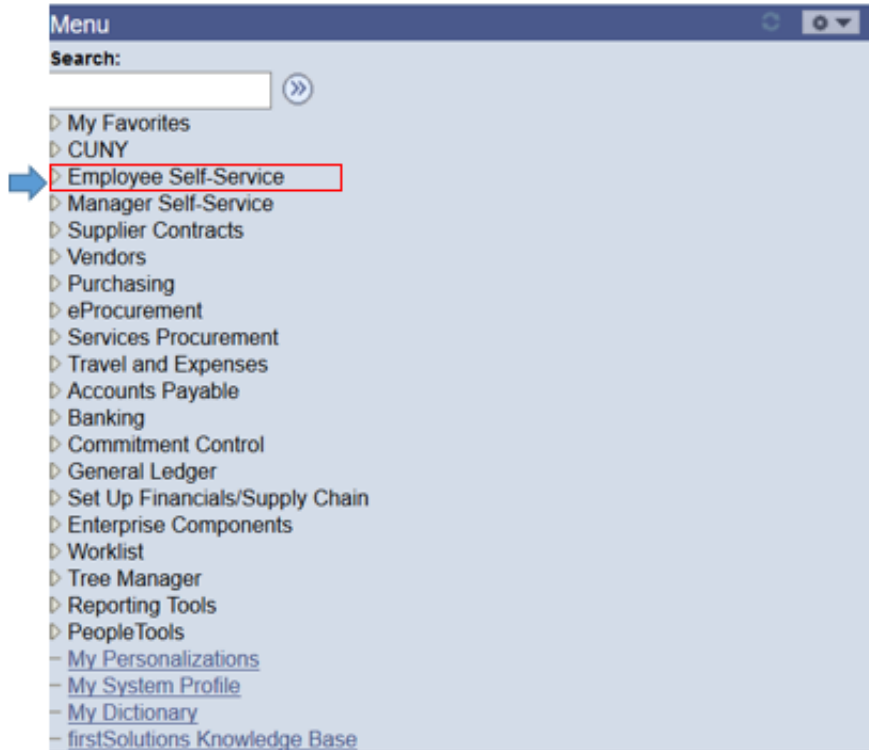 Menu
Search:
My Favorites
CUNY
Employee Self-Service
Manager Self-Service
Supplier Contracts
Vendors
Purchasing
eProcurement
Services Procurement
Travel and Expenses
Accounts Payable
Banking
Commitment Control
General Ledger
Set Up Financials/Supply Chain
Enterprise Components
Worklist
Tree Manager
Reporting Tools
PeopleTools
My Personalizations
My System Profile
My Dictionary
firstSolutions Knowledge Base